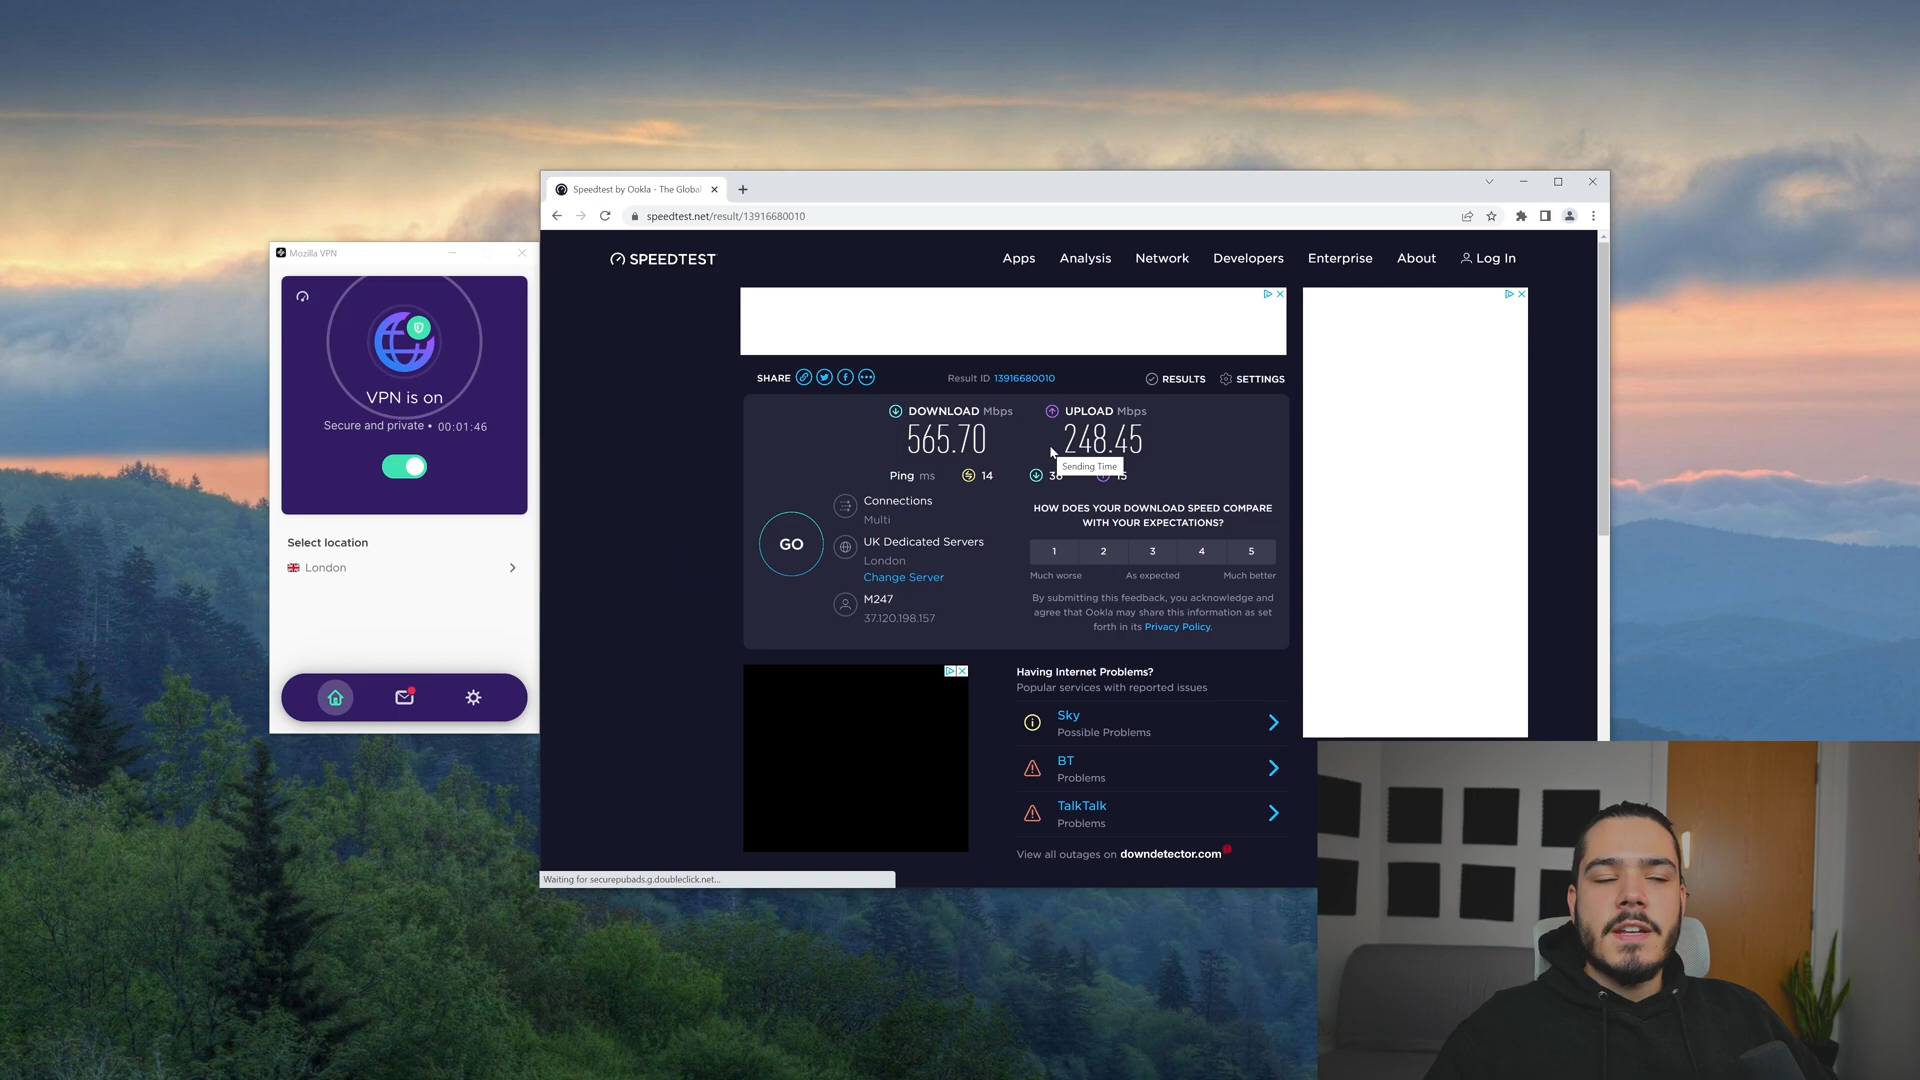 Speedtest by Ookla - The Global
speedtest.net/result/13916680010
Mozilla VPN
VPN is on
Secure and private • 00:01:46
Select location
London
SPEEDTEST
Apps
Analysis
Network
Developers
Enterprise
About
Log In
SHARE
Result ID 13916680010
RESULTS
SETTINGS
DOWNLOAD Mbps
565.70
UPLOAD Mbps
248.45
Sending Time
Ping ms
14
15
GO
Connections
Multi
UK Dedicated Servers
London
Change Server
M247
37.120.198.157
HOW DOES YOUR DOWNLOAD SPEED COMPARE
WITH YOUR EXPECTATIONS?
1 2 3 4 5
Much worse As expected Much better
By submitting this feedback, you acknowledge and
agree that Ookla may share this information as set
forth in its Privacy Policy.
Having Internet Problems?
Popular services with reported issues
Sky
Possible Problems
BT
Problems
TalkTalk
Problems
View all outages on downdetector.com
Waiting for securepubads.g.doubleclick.net...